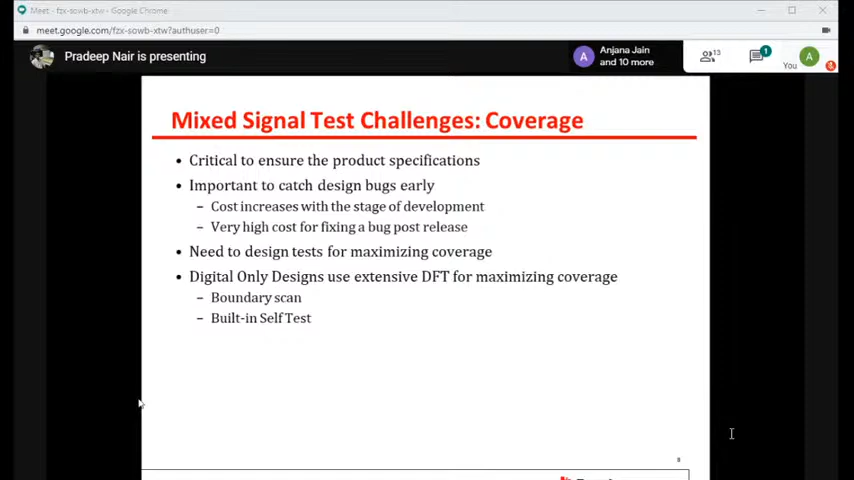 Meet - fzx-sowb-xtw - Google Chrome
meet.google.com/fzx-sowb-xtw?authuser=0
Pradeep Nair is presenting
Anjana Jain
and 10 more
A
13
1
You
A
Mixed Signal Test Challenges: Coverage
• Critical to ensure the product specifications
• Important to catch design bugs early
– Cost increases with the stage of development
– Very high cost for fixing a bug post release
• Need to design tests for maximizing coverage
• Digital Only Designs use extensive DFT for maximizing coverage
– Boundary scan
– Built-in Self Test
8